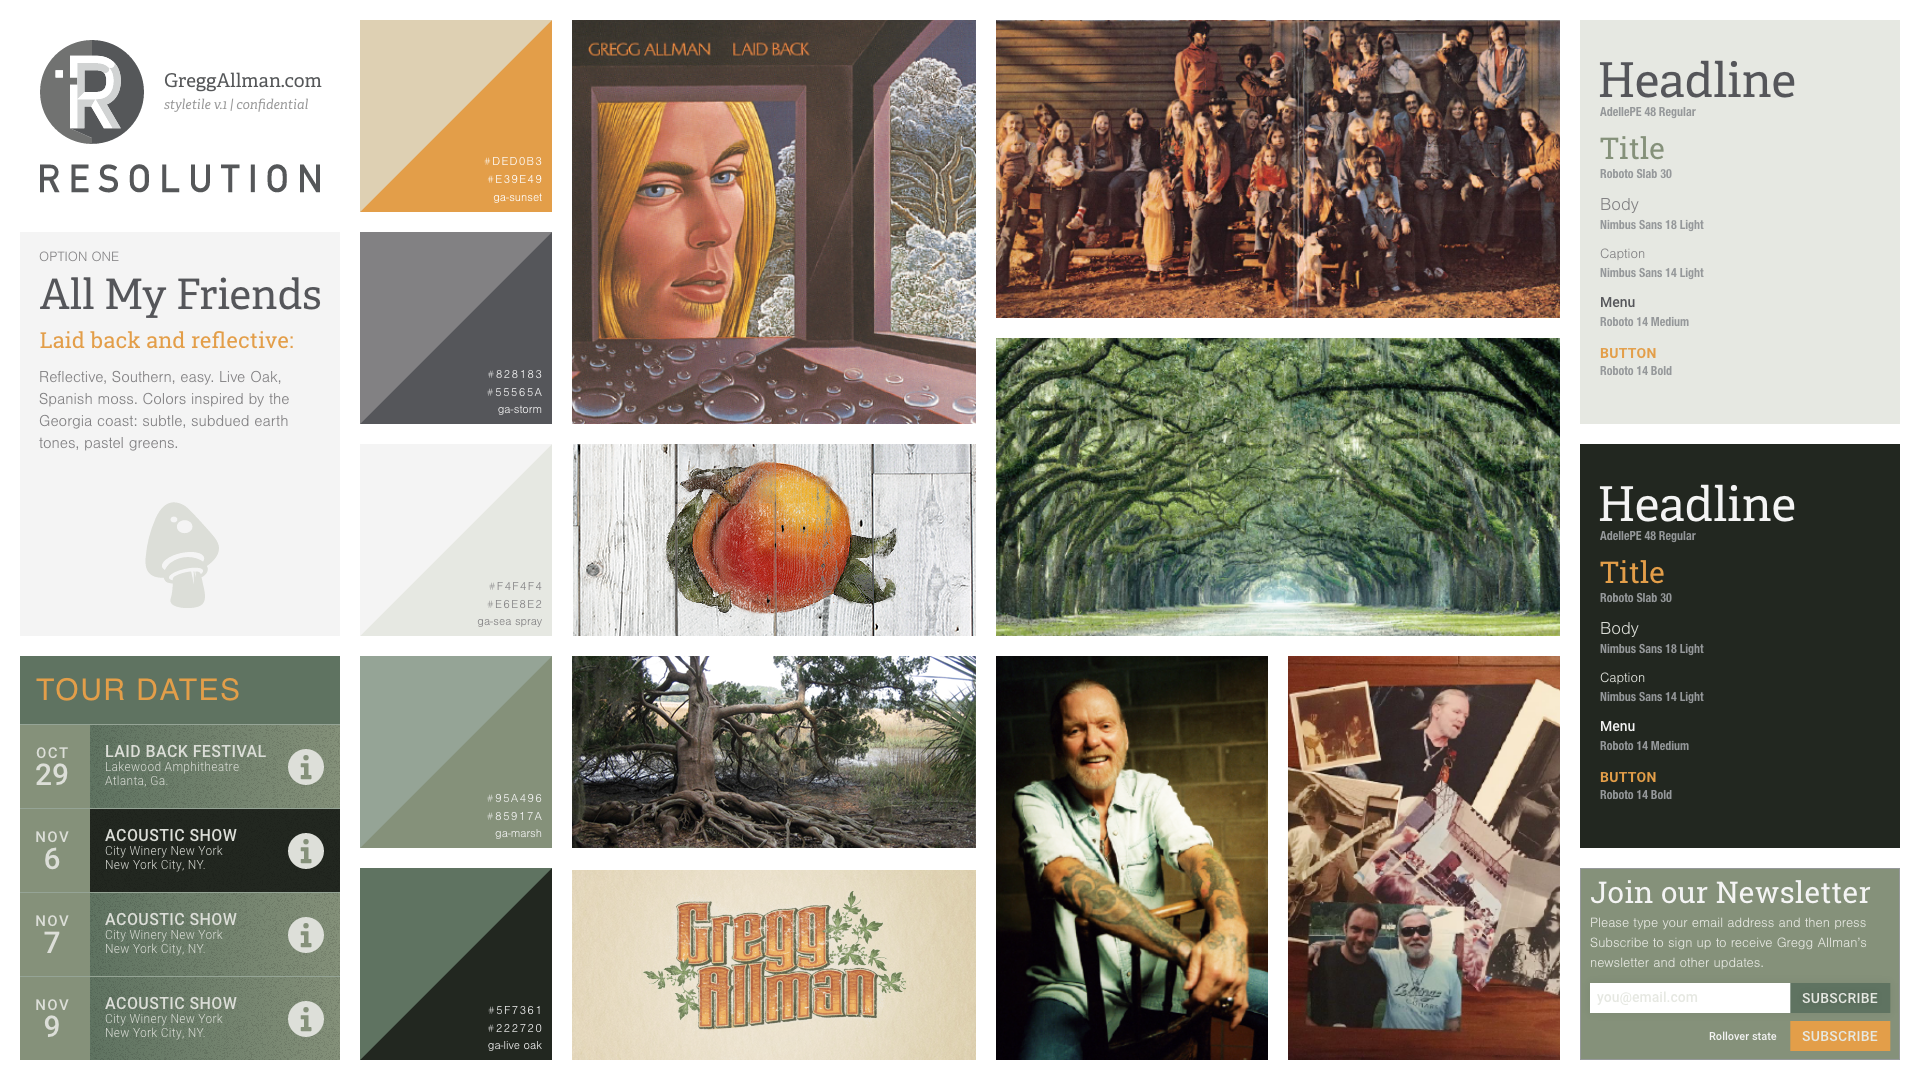 GreggAllman.com
styletile v.1 | confidential
RESOLUTION
OPTION ONE
All My Friends
Laid back and reflective:
Reflective, Southern, easy. Live Oak,
Spanish moss. Colors inspired by the
Georgia coast: subtle, subdued earth
tones, pastel greens.
TOUR DATES
OCT
29
LAID BACK FESTIVAL
Lakewood Amphitheatre
Atlanta, Ga.
NOV
6
ACOUSTIC SHOW
City Winery New York
New York City, NY.
NOV
7
ACOUSTIC SHOW
City Winery New York
New York City, NY.
NOV
9
ACOUSTIC SHOW
City Winery New York
New York City, NY.
#DED0B3
#E39E49
ga-sunset
#828183
#55565A
ga-storm
#F4F4F4
#E6E8E2
ga-sea spray
#95A496
#85917A
ga-marsh
#5F7361
#222720
ga-live oak
GREGG ALLMAN LAID BACK
Gregg
Allman
Headline
AdellePE 48 Regular
Title
Roboto Slab 30
Body
Nimbus Sans 18 Light
Caption
Nimbus Sans 14 Light
Menu
Roboto 14 Medium
BUTTON
Roboto 14 Bold
Headline
AdellePE 48 Regular
Title
Roboto Slab 30
Body
Nimbus Sans 18 Light
Caption
Nimbus Sans 14 Light
Menu
Roboto 14 Medium
BUTTON
Roboto 14 Bold
Join our Newsletter
Please type your email address and then press
Subscribe to sign up to receive Gregg Allman's
newsletter and other updates.
you@email.com
SUBSCRIBE
Rollover state
SUBSCRIBE